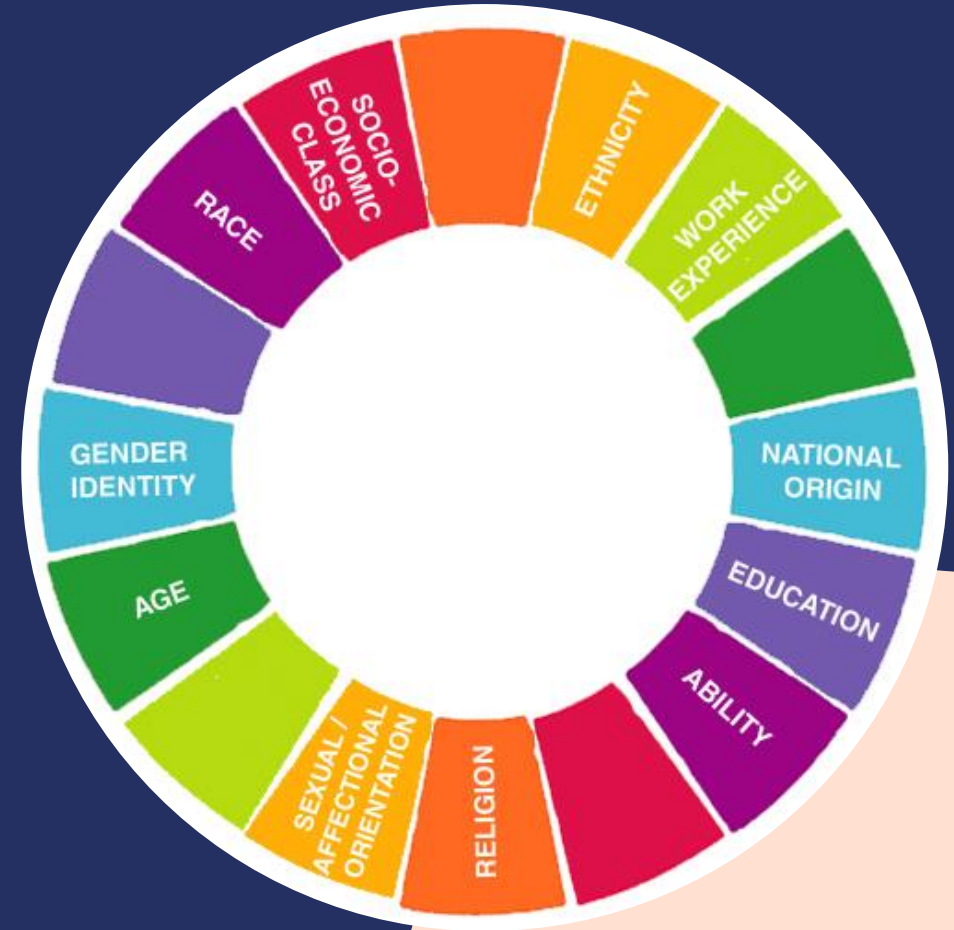 ETHNICITY
WORK
EXPERIENCE
NATIONAL
ORIGIN
EDUCATION
ABILITY
RELIGION
SEXUAL /
AFFECTIONAL
ORIENTATION
AGE
GENDER
IDENTITY
RACE
SOCIO-
ECONOMIC
CLASS